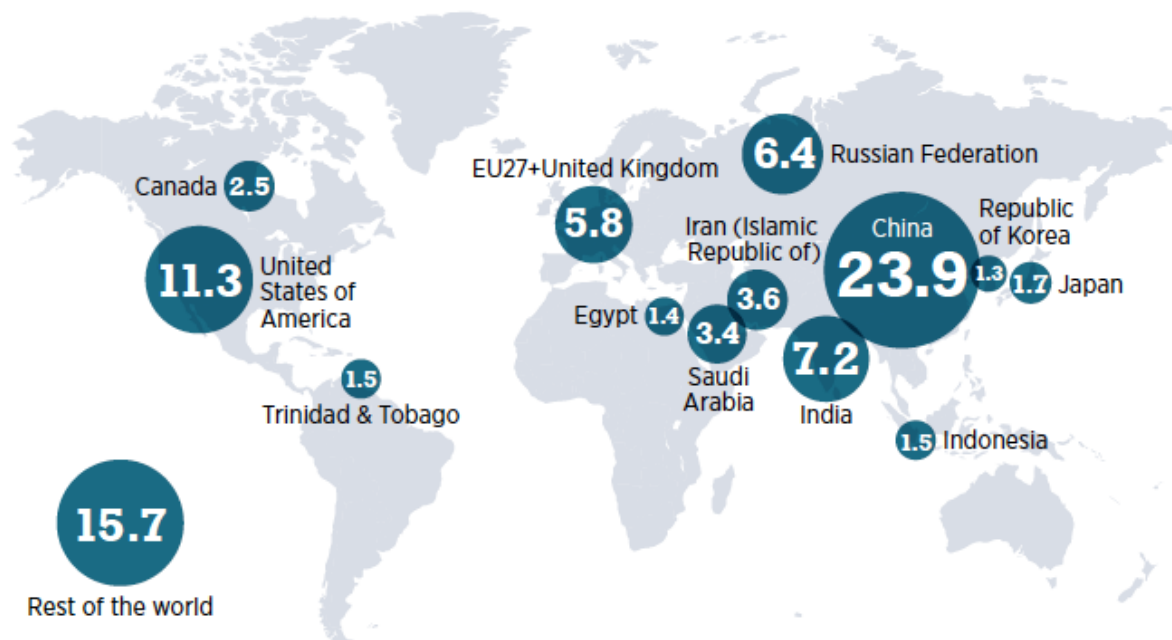 6.4
Russian Federation
EU27+United Kingdom
Canada
2.5
5.8
Republic
of Korea
Iran (Islamic
Republic of)
China
23.9
1.3
1.7
Japan
11.3
United
States of
America
3.6
Egypt
1.4
3.4
7.2
Saudi
Arabia
India
1.5
Trinidad & Tobago
1.5
Indonesia
15.7
Rest of the world